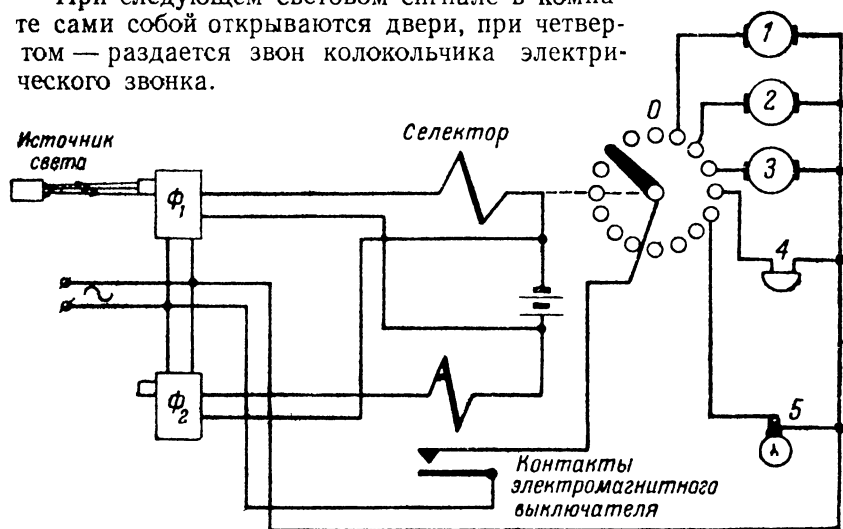 При следующем световом сигнале в комна-
те сами собой открываются двери, при четвер-
том — раздается звон колокольчика электри-
ческого звонка.
Источник
света
Селектор
0
1
2
3
4
5
Ф₁
Ф₂
Контакты
электромагнитного
выключателя